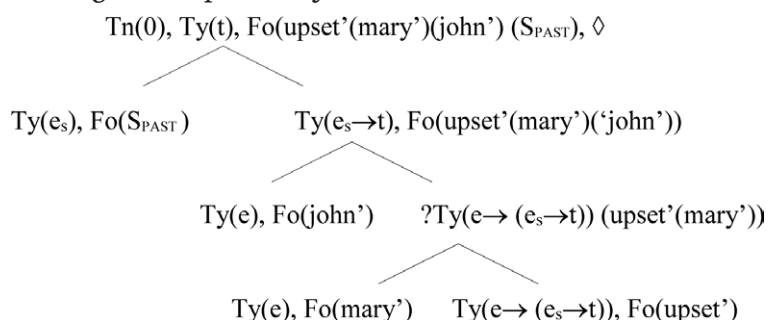 Tn(0), Ty(t), Fo(upset’(mary’)(john’) (SPAST), ◊
Ty(es), Fo(SPAST) Ty(es→t), Fo(upset’(mary’)(‘john’))
Ty(e), Fo(john’) ?Ty(e→ (es→t)) (upset’(mary’))
Ty(e), Fo(mary’) Ty(e→ (es→t)), Fo(upset’)